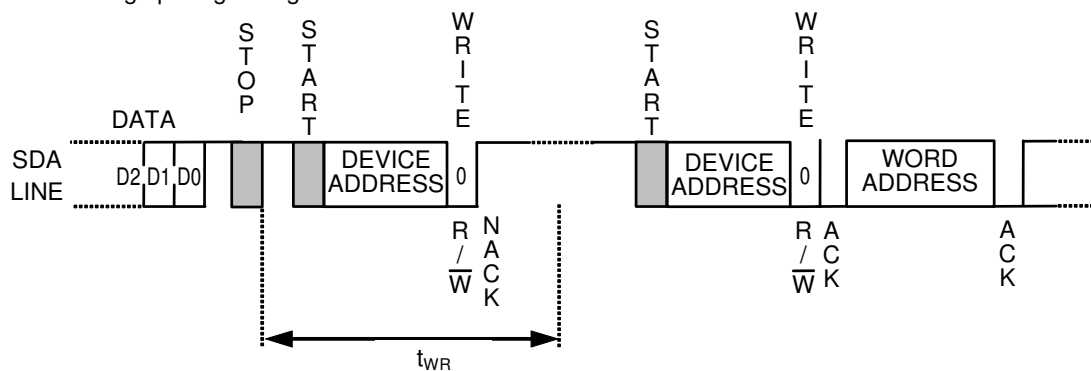 STOP
START
WRITE
START
WRITE
DATA
SDA
LINE
D2 D1 D0
DEVICE
ADDRESS
0
DEVICE
ADDRESS
0
WORD
ADDRESS
R/W
NACK
R/W
ACK
ACK
tWR